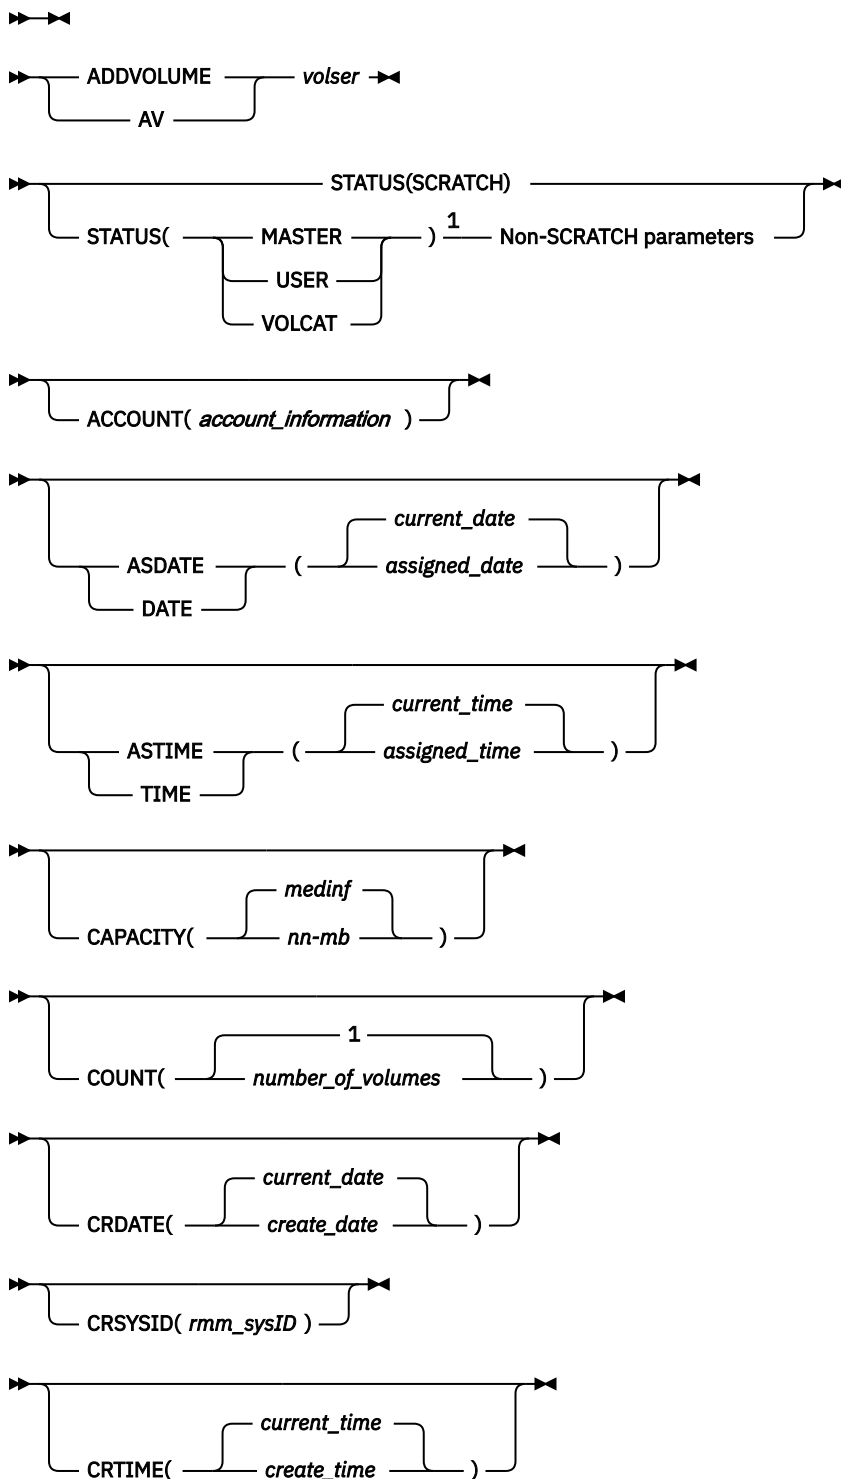 ADDVOLUME volser
AV
STATUS(SCRATCH)
STATUS( MASTER ) 1 Non-SCRATCH parameters
USER
VOLCAT
ACCOUNT( account_information )
current_date
ASDATE ( assigned_date )
DATE
current_time
ASTIME ( assigned_time )
TIME
medinf
CAPACITY( nn-mb )
1
COUNT( number_of_volumes )
current_date
CRDATE( create_date )
CRSYSID( rmm_sysID )
current_time
CRTIME( create_time )